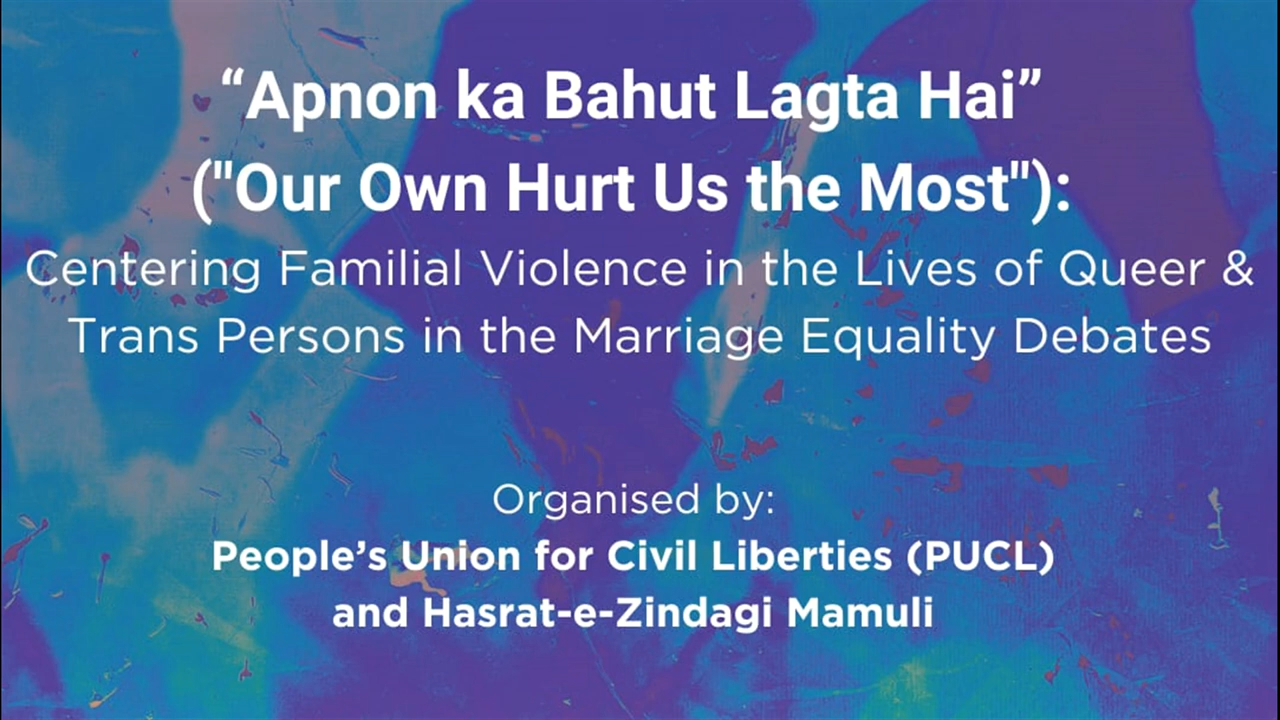 “Apnon ka Bahut Lagta Hai”
("Our Own Hurt Us the Most"):
Centering Familial Violence in the Lives of Queer &
Trans Persons in the Marriage Equality Debates
Organised by:
People’s Union for Civil Liberties (PUCL)
and Hasrat-e-Zindagi Mamuli